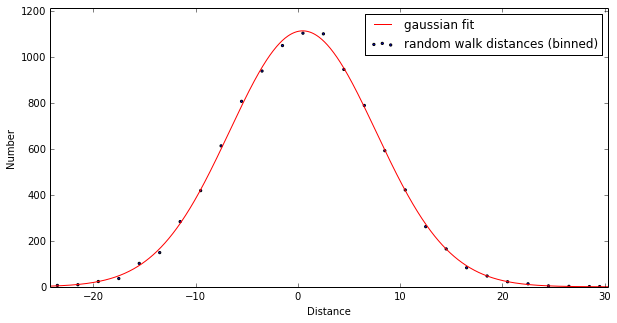 1200
gaussian fit
random walk distances (binned)
1000
800
600
400
200
0
Number
−20 −10 0 10 20 30
Distance